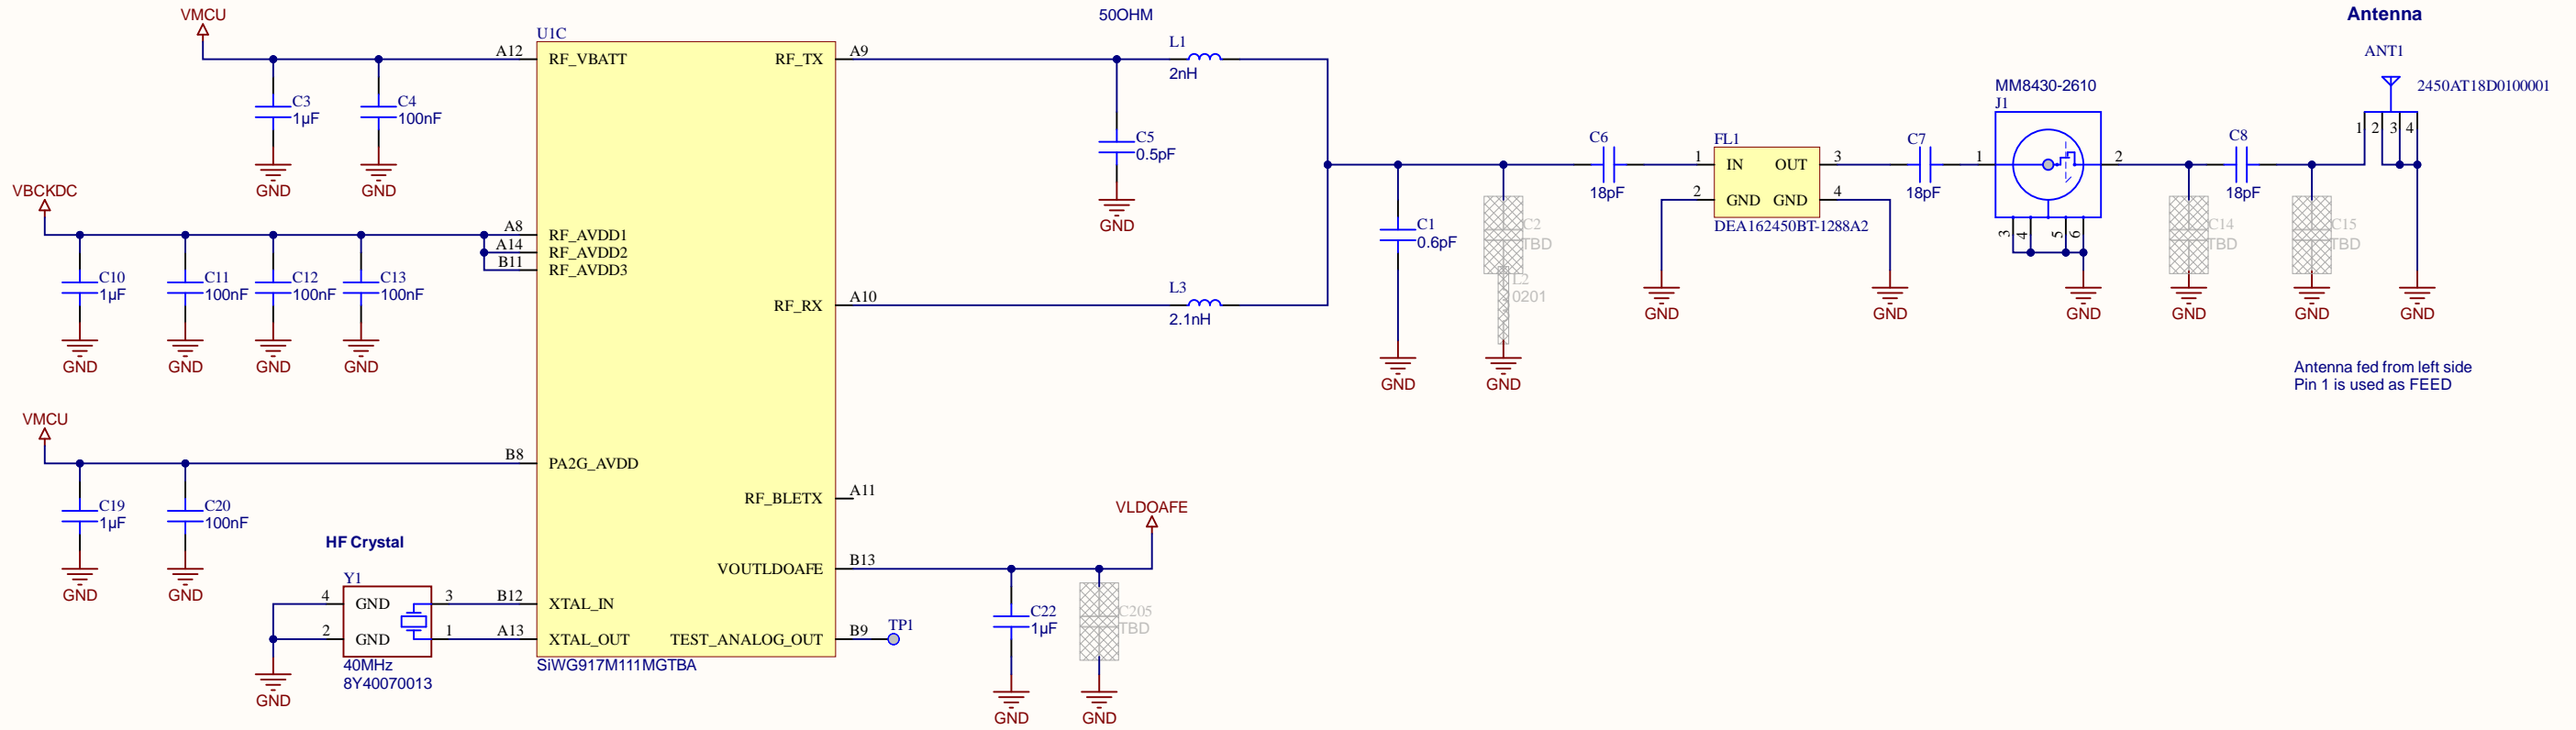 50OHM
Antenna
VMCU
U1C
A12
RF_VBATT
RF_TX
A9
L1
2nH
ANT1
2450AT18D0100001
C3
1µF
C4
100nF
GND
GND
C5
0.5pF
GND
MM8430-2610
J1
1
2
3
4
5
6
GND
C6
18pF
FL1
1
IN
OUT
3
2
GND
GND
4
DEA162450BT-1288A2
GND
GND
C7
18pF
C8
18pF
1
2
3
4
C14
TBD
GND
C15
TBD
GND
GND
VBCKDC
A8
RF_AVDD1
A14
RF_AVDD2
B11
RF_AVDD3
C10
1µF
C11
100nF
C12
100nF
C13
100nF
GND
GND
GND
GND
RF_RX
A10
L3
2.1nH
C1
0.6pF
GND
C2
TBD
L2
0201
GND
Antenna fed from left side
Pin 1 is used as FEED
VMCU
B8
PA2G_AVDD
C19
1µF
C20
100nF
GND
GND
RF_BLETX
A11
VLDOAFE
HF Crystal
Y1
4
GND
3
2
GND
1
40MHz
8Y40070013
GND
B12
XTAL_IN
A13
XTAL_OUT
VOUTLDOAFE
B13
TEST_ANALOG_OUT
B9
TP1
SiWG917M111MGTBA
C22
1µF
GND
C205
TBD
GND